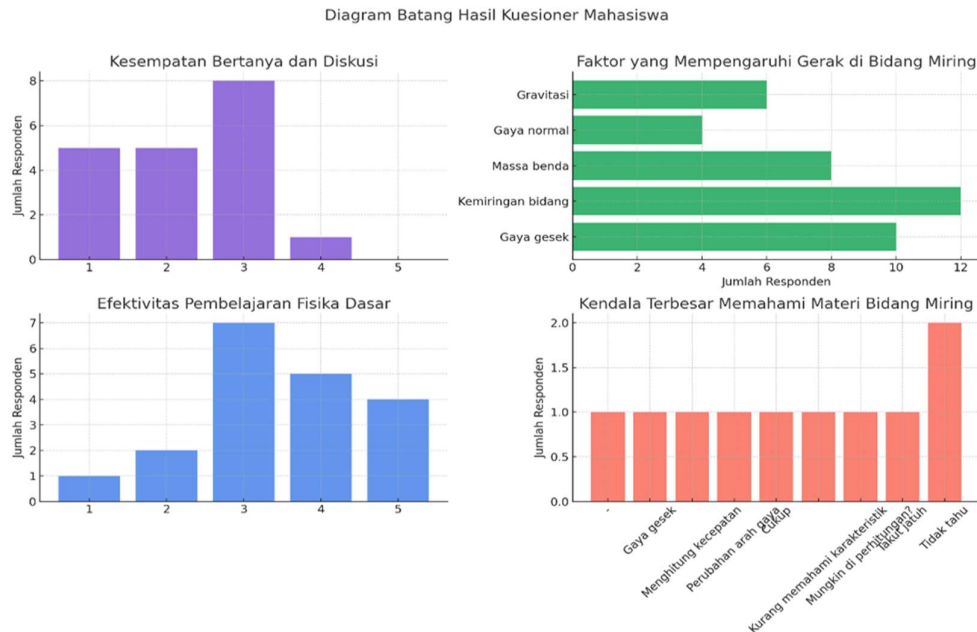 Diagram Batang Hasil Kuesioner Mahasiswa
Kesempatan Bertanya dan Diskusi
Jumlah Responden
8
6
4
2
0
1 2 3 4 5
Faktor yang Mempengaruhi Gerak di Bidang Miring
Gravitasi
Gaya normal
Massa benda
Kemiringan bidang
Gaya gesek
0 2 4 6 8 10 12
Jumlah Responden
Efektivitas Pembelajaran Fisika Dasar
Jumlah Responden
7
6
5
4
3
2
1
0
1 2 3 4 5
Kendala Terbesar Memahami Materi Bidang Miring
Jumlah Responden
2.0
1.5
1.0
0.5
0.0
-
Gaya gesek
Menghitung kecepatan
Perubahan arah gaya
Cukup
Kurang memahami karakteristik
Mungkin di perhitungan?
Takut jatuh
Tidak tahu